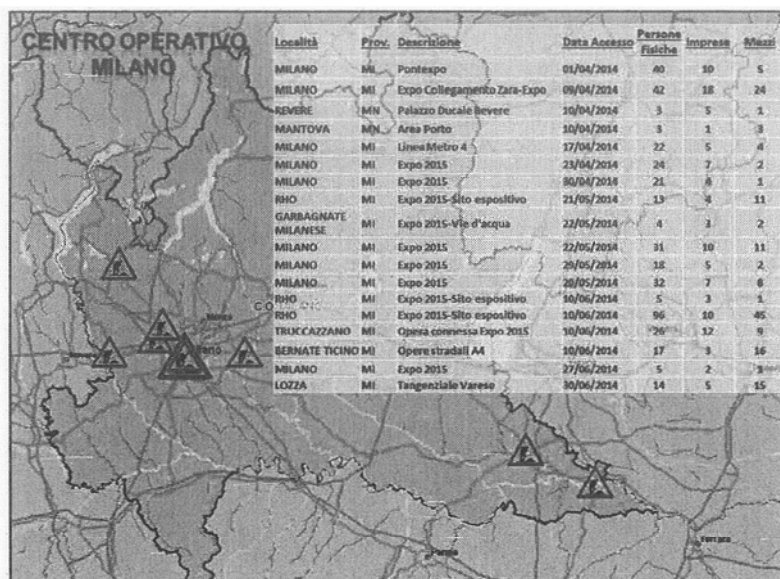 CENTRO OPERATIVO
MILANO
Località Prov. Descrizione Data Accesso Persone Fisiche Imprese Mezzi
MILANO MI Pontexpo 01/04/2014 40 10 5
MILANO MI Expo Collegamento Zara-Expo 09/04/2014 42 18 24
REVERE MN Palazzo Ducale Revere 10/04/2014 3 5 1
MANTOVA MN Area Porto 10/04/2014 3 1 3
MILANO MI Linea Metro 4 17/04/2014 22 5 4
MILANO MI Expo 2015 23/04/2014 24 7 2
MILANO MI Expo 2015 30/04/2014 21 4 1
RHO MI Expo 2015-Sito espositivo 21/05/2014 13 4 11
GARBAGNATE MILANESE MI Expo 2015-Vie d'acqua 22/05/2014 4 3 2
MILANO MI Expo 2015 22/05/2014 31 10 11
MILANO MI Expo 2015 29/05/2014 18 5 2
MILANO MI Expo 2015 28/05/2014 32 7 8
RHO MI Expo 2015-Sito espositivo 10/06/2014 5 3 1
RHO MI Expo 2015-Sito espositivo 10/06/2014 96 10 45
TRUCCAZZANO MI Opera connessa Expo 2015 10/06/2014 26 12 9
BERNATE TICINO MI Opere stradali A4 10/06/2014 17 3 16
MILANO MI Expo 2015 27/06/2014 5 2
LOZZA MI Tangenziale Varese 30/06/2014 14 5 15
Monza
Parma
Ferrara